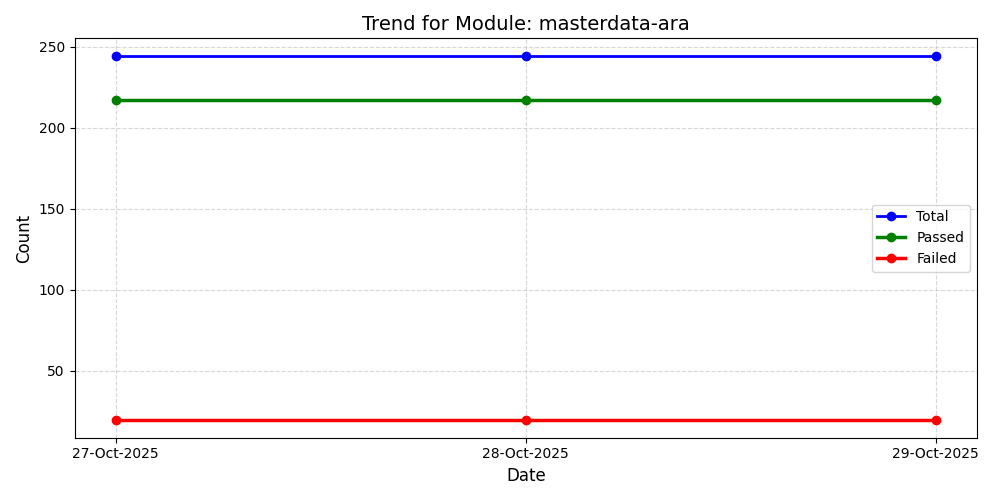 Trend for Module: masterdata-ara
250
200
150
100
50
Count
Total
Passed
Failed
27-Oct-2025
28-Oct-2025
29-Oct-2025
Date